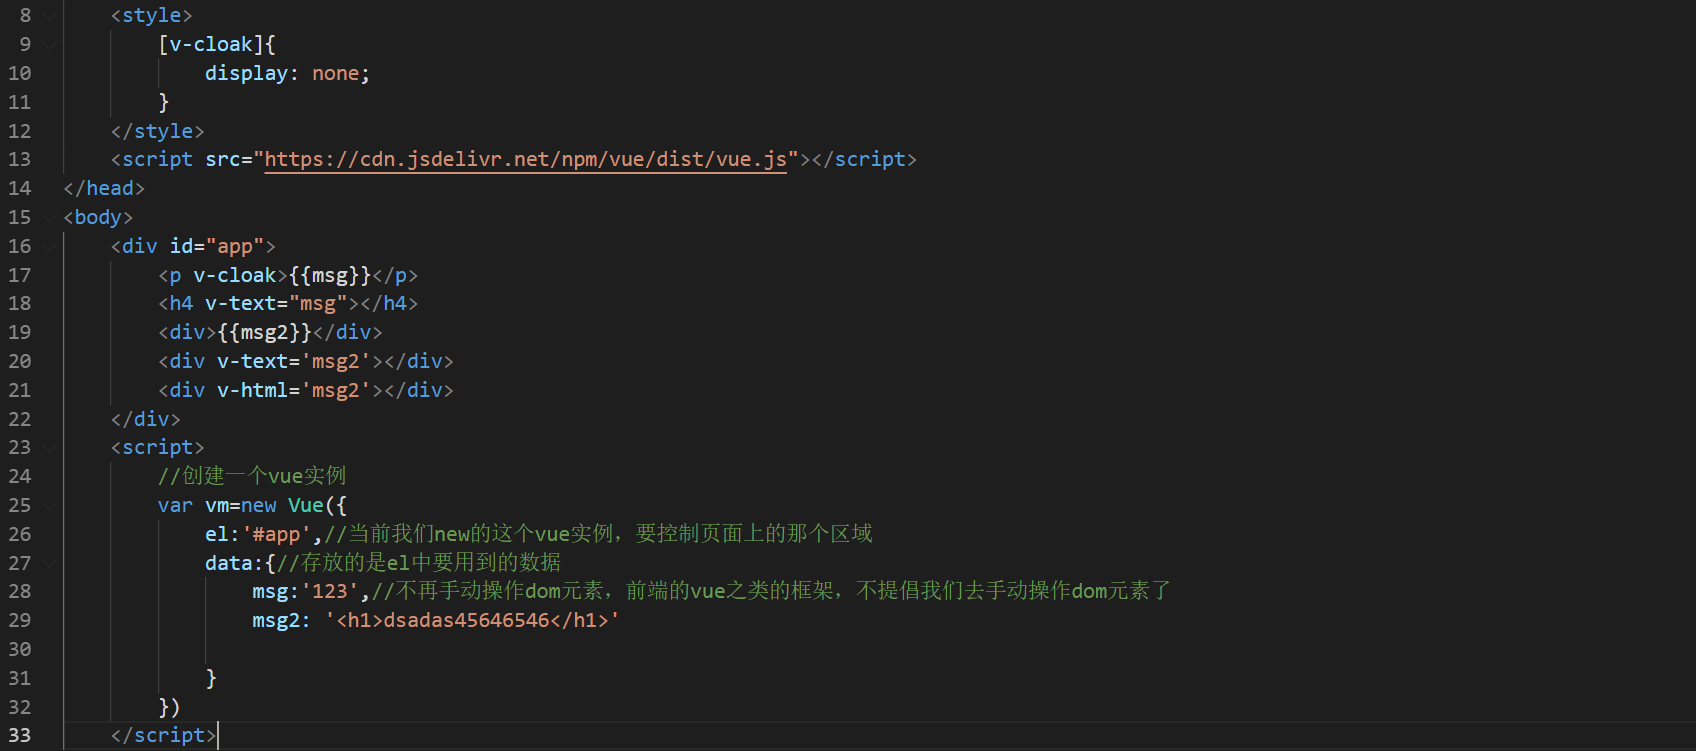 8 <style>
9 [v-cloak]{
10 display: none;
11 }
12 </style>
13 <script src="https://cdn.jsdelivr.net/npm/vue/dist/vue.js"></script>
14 </head>
15 <body>
16 <div id="app">
17 <p v-cloak>{{msg}}</p>
18 <h4 v-text="msg"></h4>
19 <div>{{msg2}}</div>
20 <div v-text='msg2'></div>
21 <div v-html='msg2'></div>
22 </div>
23 <script>
24 //创建一个vue实例
25 var vm=new Vue({
26 el:'#app',//当前我们new的这个vue实例，要控制页面上的那个区域
27 data:{//存放的是el中要用到的数据
28 msg:'123',//不再手动操作dom元素，前端的vue之类的框架，不提倡我们去手动操作dom元素了
29 msg2: '<h1>dsadas45646546</h1>'
30
31 }
32 })
33 </script>